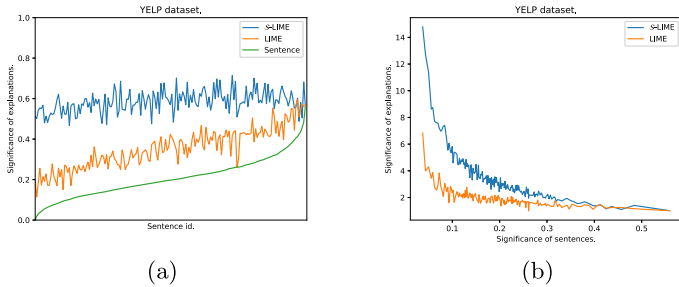 YELP dataset.
Significance of explanations.
1.0
0.8
0.6
0.4
0.2
0.0
𝒮-LIME
LIME
Sentence
Sentence id.
(a)
YELP dataset.
Significance of explanations.
14
12
10
8
6
4
2
𝒮-LIME
LIME
0.1 0.2 0.3 0.4 0.5
Significance of sentences.
(b)